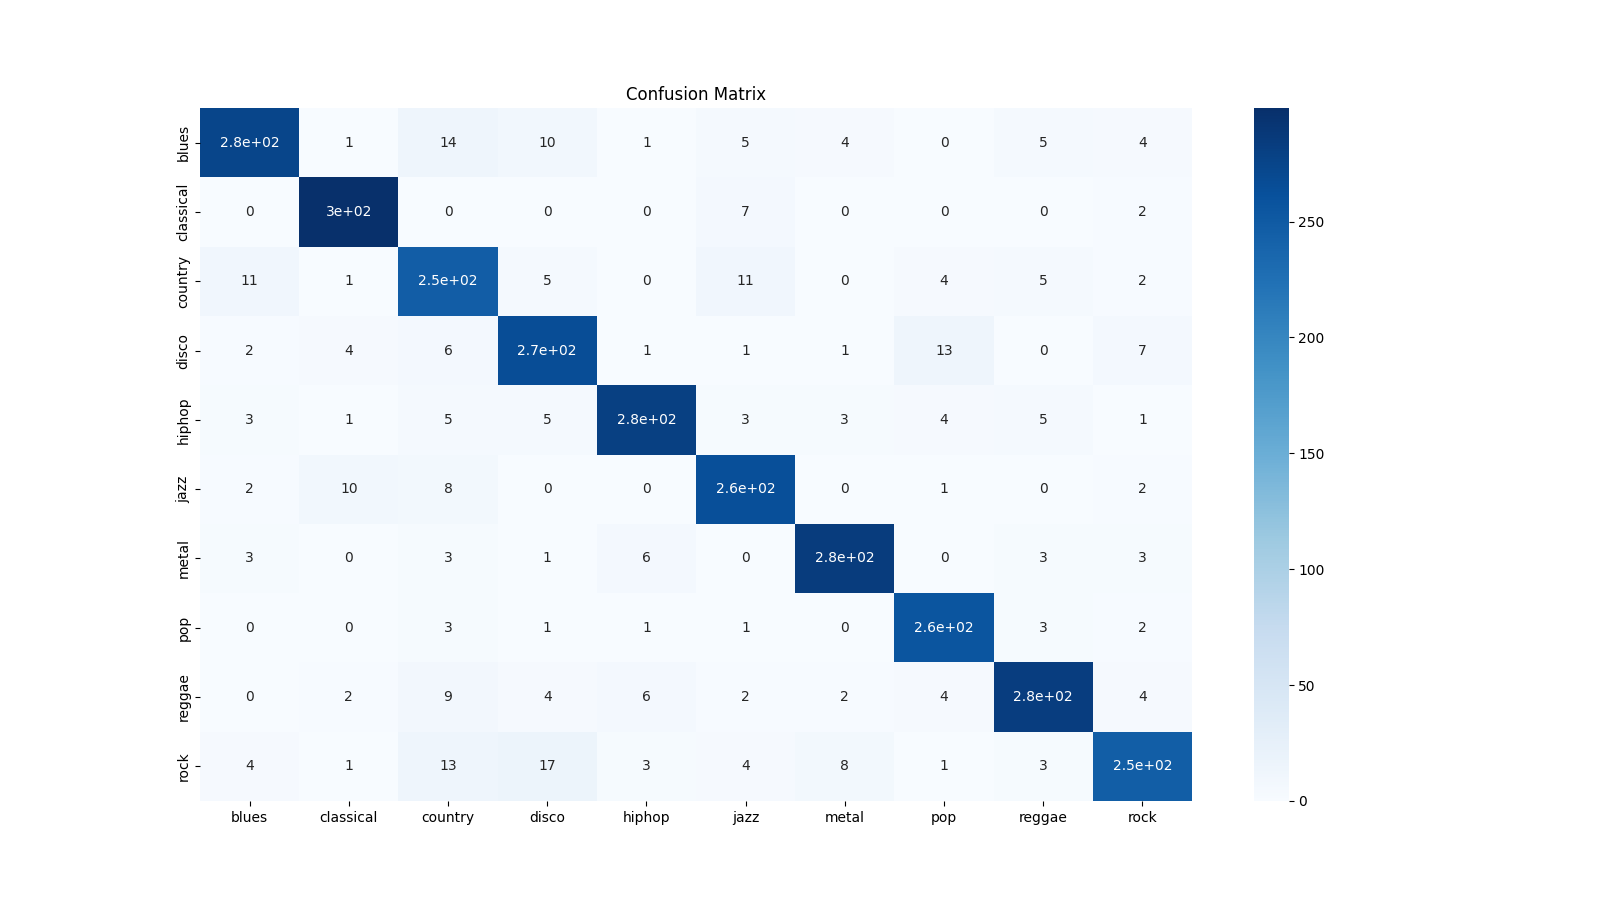 Confusion Matrix
blues 2.8e+02 1 14 10 1 5 4 0 5 4
classical 0 3e+02 0 0 0 7 0 0 0 2
country 11 1 2.5e+02 5 0 11 0 4 5 2
disco 2 4 6 2.7e+02 1 1 1 13 0 7
hiphop 3 1 5 5 2.8e+02 3 3 4 5 1
jazz 2 10 8 0 0 2.6e+02 0 1 0 2
metal 3 0 3 1 6 0 2.8e+02 0 3 3
pop 0 0 3 1 1 1 0 2.6e+02 3 2
reggae 0 2 9 4 6 2 2 4 2.8e+02 4
rock 4 1 13 17 3 4 8 1 3 2.5e+02
blues classical country disco hiphop jazz metal pop reggae rock
250
200
150
100
50
0